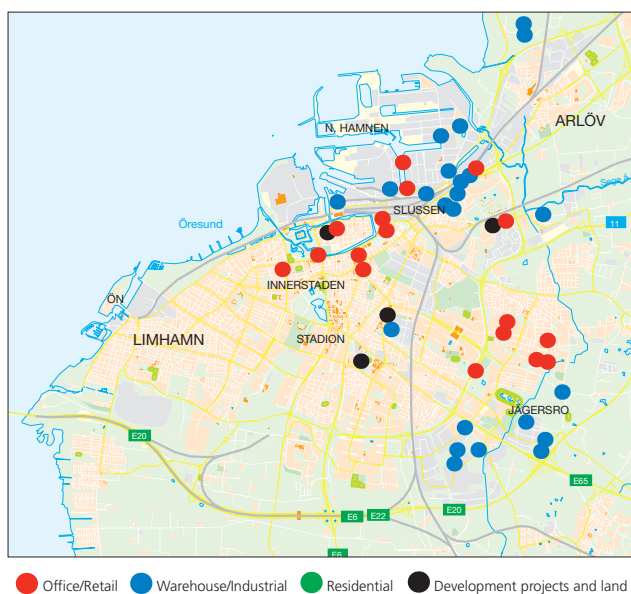 ARLÖV
N. HAMNEN
Sege Å
SLUSSEN
Öresund
11
INNERSTADEN
ÖN
LIMHAMN
STADION
JÄGERSRO
E20
E65
E20
E6
E22
E6
Office/Retail
Warehouse/Industrial
Residential
Development projects and land